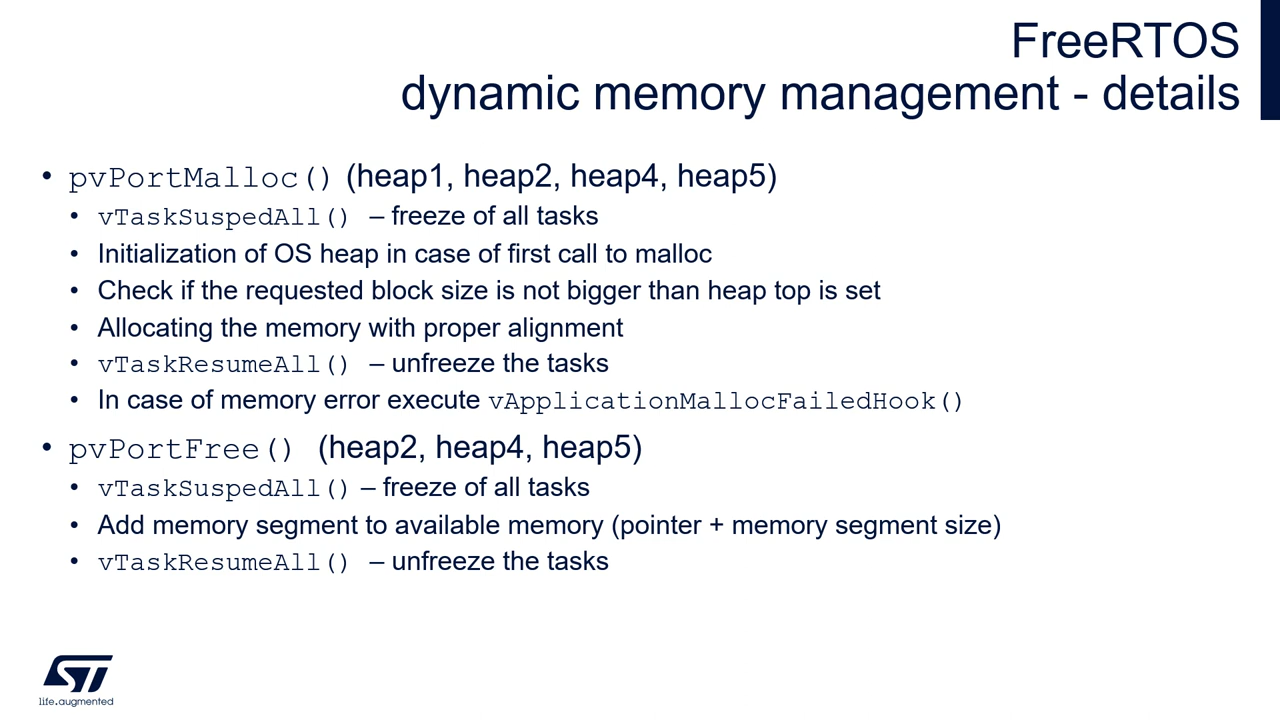 FreeRTOS
dynamic memory management - details
• pvPortMalloc() (heap1, heap2, heap4, heap5)
• vTaskSuspedAll() – freeze of all tasks
• Initialization of OS heap in case of first call to malloc
• Check if the requested block size is not bigger than heap top is set
• Allocating the memory with proper alignment
• vTaskResumeAll() – unfreeze the tasks
• In case of memory error execute vApplicationMallocFailedHook()
• pvPortFree() (heap2, heap4, heap5)
• vTaskSuspedAll() – freeze of all tasks
• Add memory segment to available memory (pointer + memory segment size)
• vTaskResumeAll() – unfreeze the tasks
ST
life.augmented